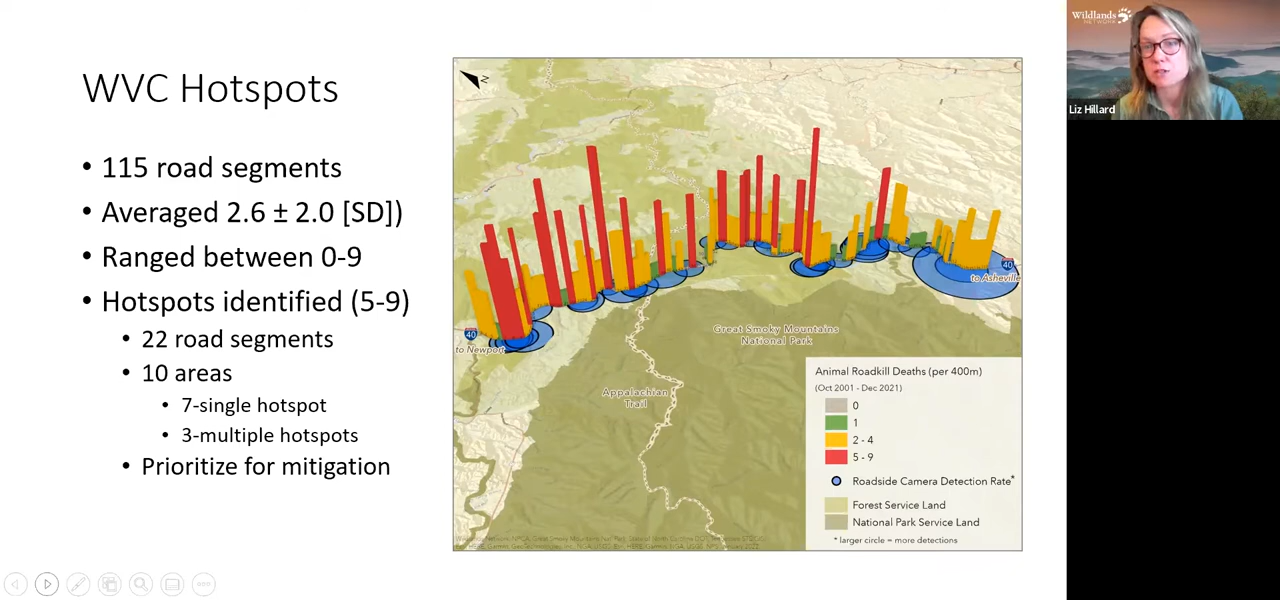 WVC Hotspots
• 115 road segments
• Averaged 2.6 ± 2.0 [SD])
• Ranged between 0-9
• Hotspots identified (5-9)
• 22 road segments
• 10 areas
• 7-single hotspot
• 3-multiple hotspots
• Prioritize for mitigation
N
40
to Newport
40
to Asheville
Great Smoky Mountains
National Park
Appalachian
Trail
Animal Roadkill Deaths (per 400m)
(Oct 2001 - Dec 2021)
0
1
2 - 4
5 - 9
Roadside Camera Detection Rate*
Forest Service Land
National Park Service Land
* larger circle = more detections
Wildlands
NETWORK
Liz Hillard